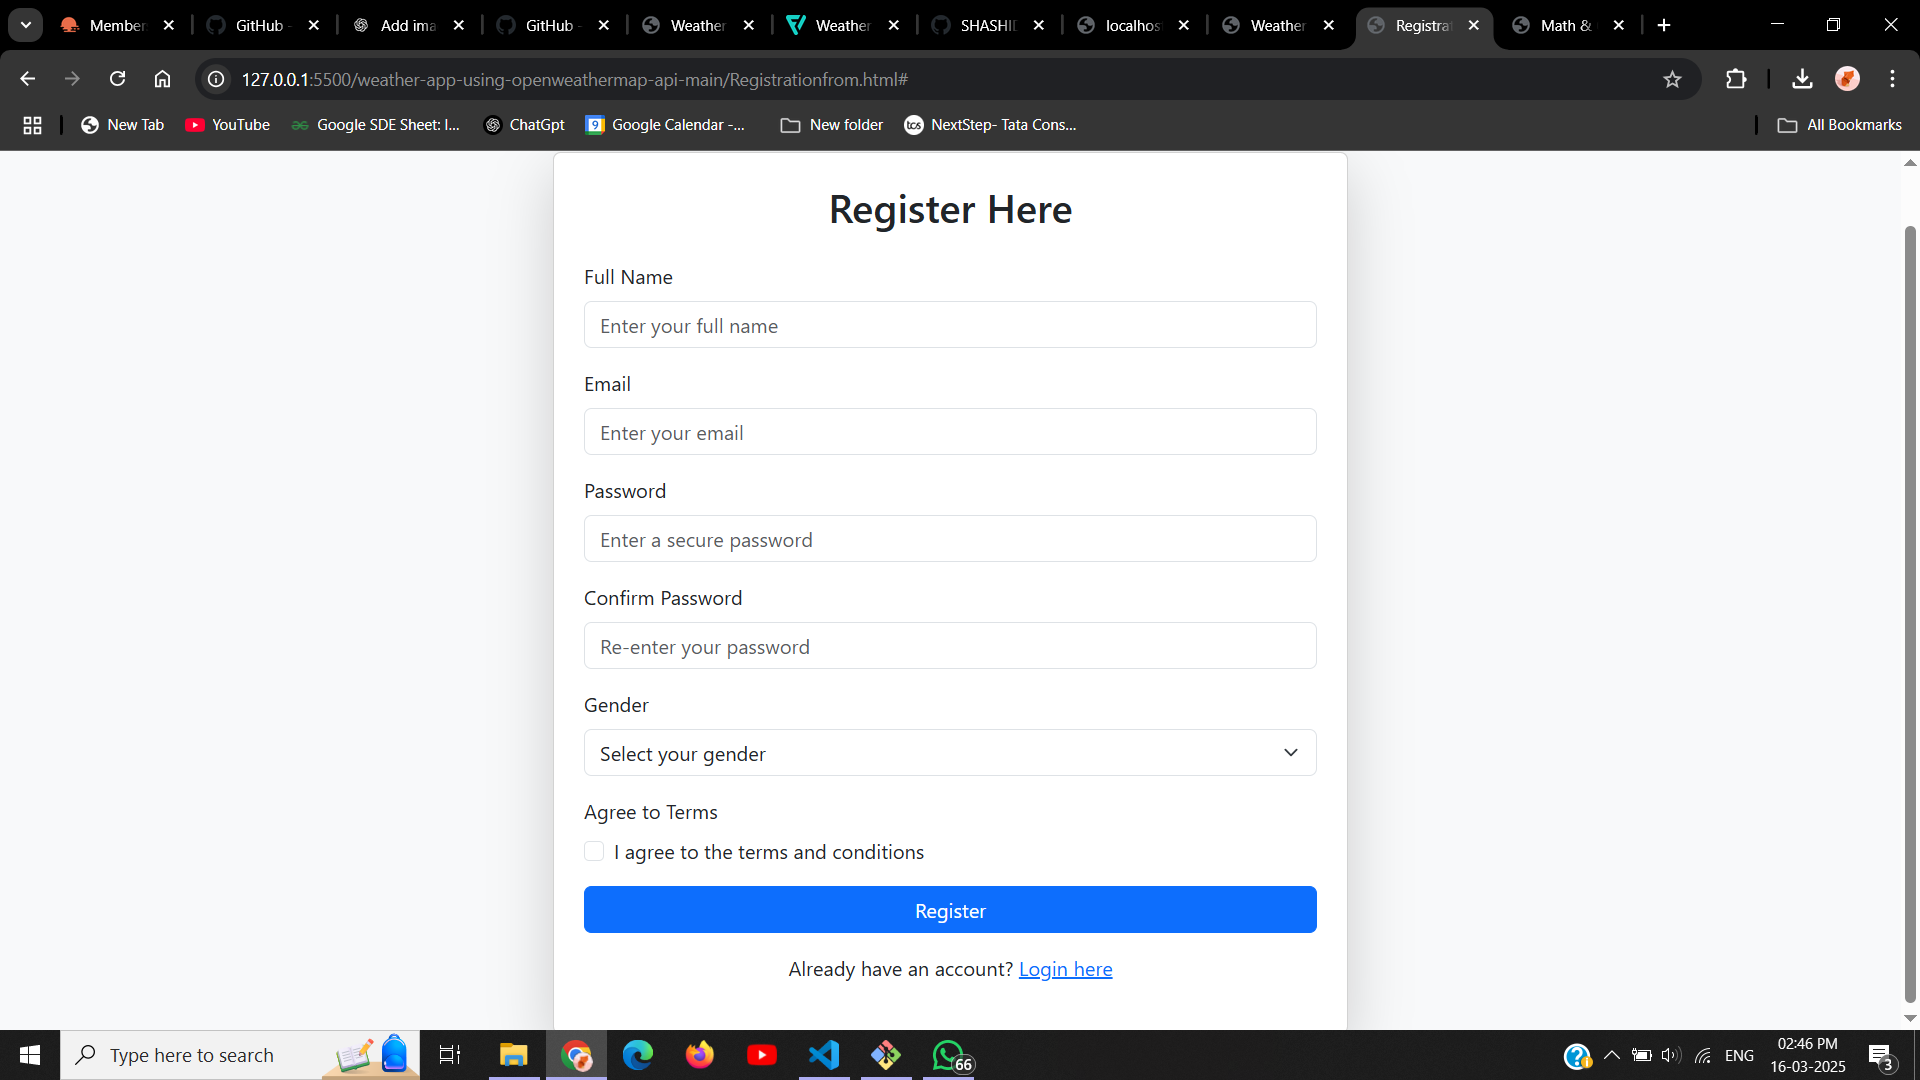 Member
GitHub -
Add ima
GitHub -
Weather
Weather
SHASHI
localhos
Weather
Registra
Math &
127.0.0.1:5500/weather-app-using-openweathermap-api-main/Registrationfrom.html#
New Tab
YouTube
Google SDE Sheet: I...
ChatGpt
9
Google Calendar -...
New folder
tcs
NextStep- Tata Cons...
All Bookmarks
Register Here
Full Name
Enter your full name
Email
Enter your email
Password
Enter a secure password
Confirm Password
Re-enter your password
Gender
Select your gender
Agree to Terms
I agree to the terms and conditions
Register
Already have an account? Login here
Type here to search
66
ENG
02:46 PM
16-03-2025
3